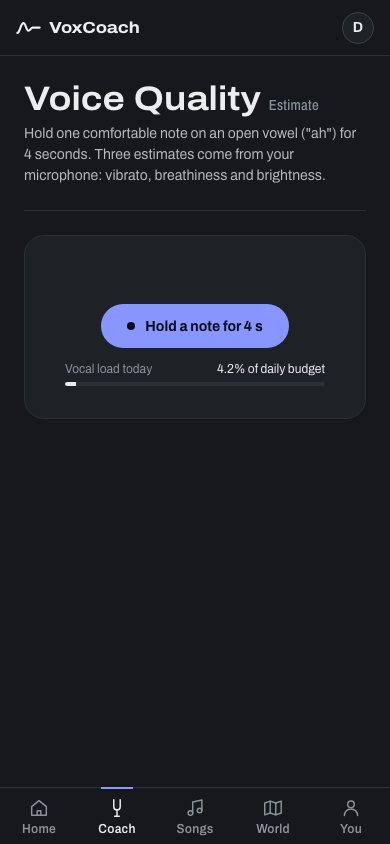 VoxCoach
D
Voice Quality Estimate
Hold one comfortable note on an open vowel ("ah") for
4 seconds. Three estimates come from your
microphone: vibrato, breathiness and brightness.
Hold a note for 4 s
Vocal load today 4.2% of daily budget
Home Coach Songs World You